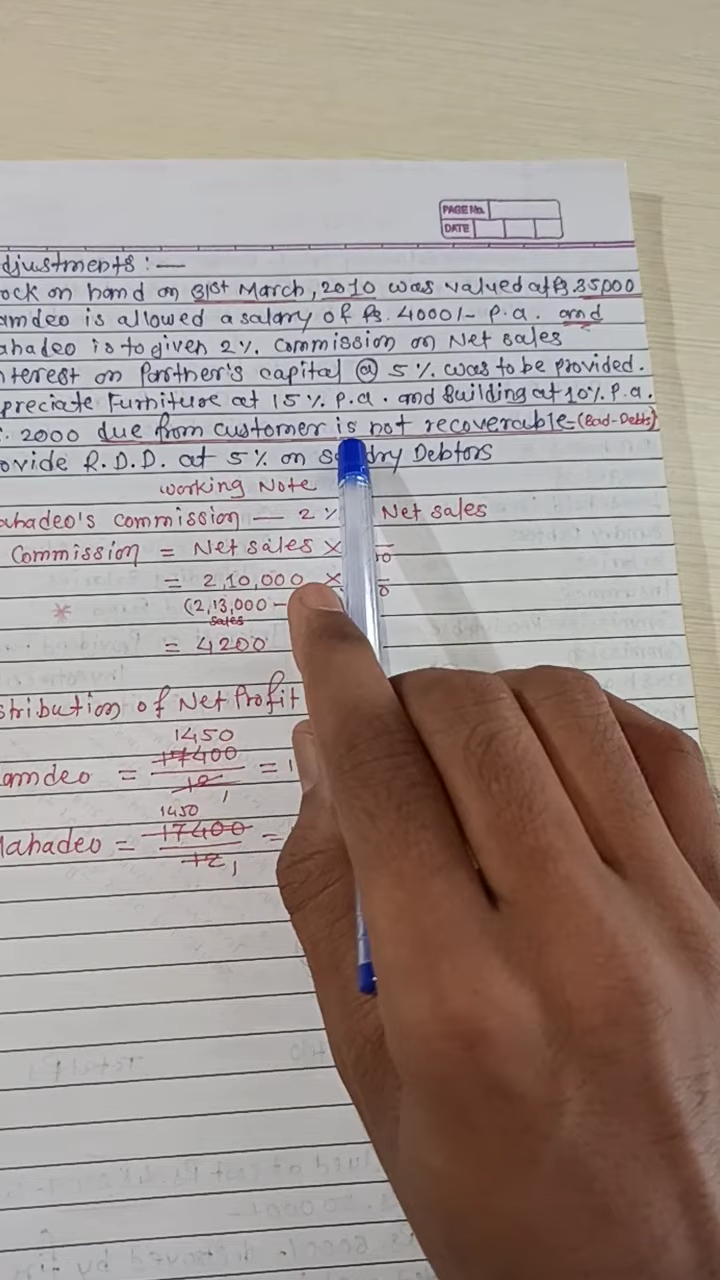 PAGE No.
DATE
djustments :—
ock on hand on 31st March, 2010 was valued at Rs. 35000
amdeo is allowed a salary of Rs. 4000/- P.a. and
ahadeo is to given 2%. Commission on Net sales
nterest on Partner's capital @ 5%. was to be provided.
preciate Furniture at 15%. P.a. and Building at 10%. P.a.
. 2000 due from customer is not recoverable=(Bad-Debts)
ovide R.D.D. at 5% on Debtors
working Note
ahadeo's commission — 2% Net sales
Commission = Net sales ×
= 2,10,000 ×
* (2,13,000 -
sales
= 4200
stribution of Net Profit
1450
amdeo = 17400 / 12 1 =
1450
Mahadeo = 17400 / 12 1 =